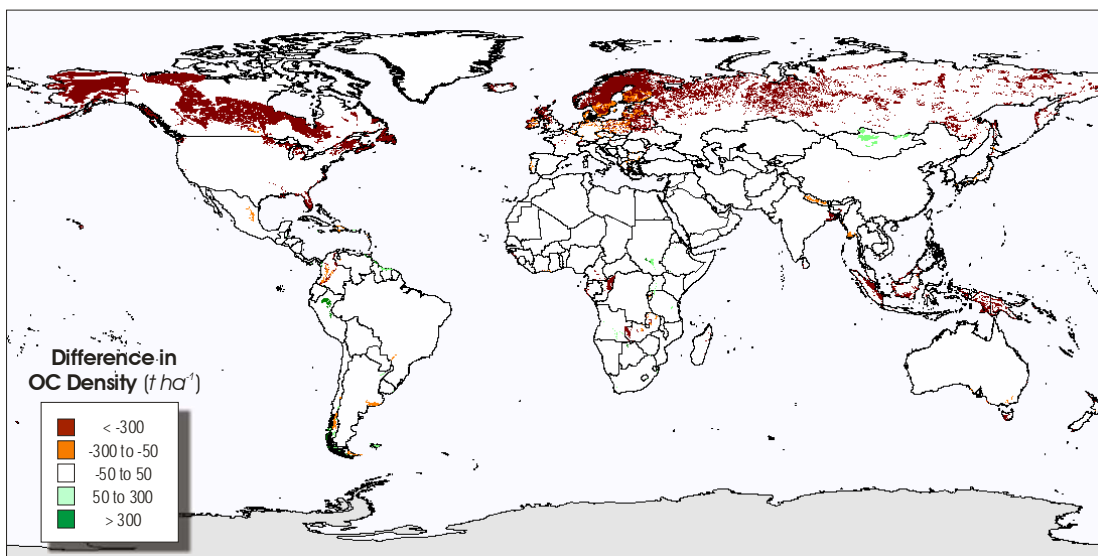 Difference in
OC Density (t ha⁻¹)
< -300
-300 to -50
-50 to 50
50 to 300
> 300